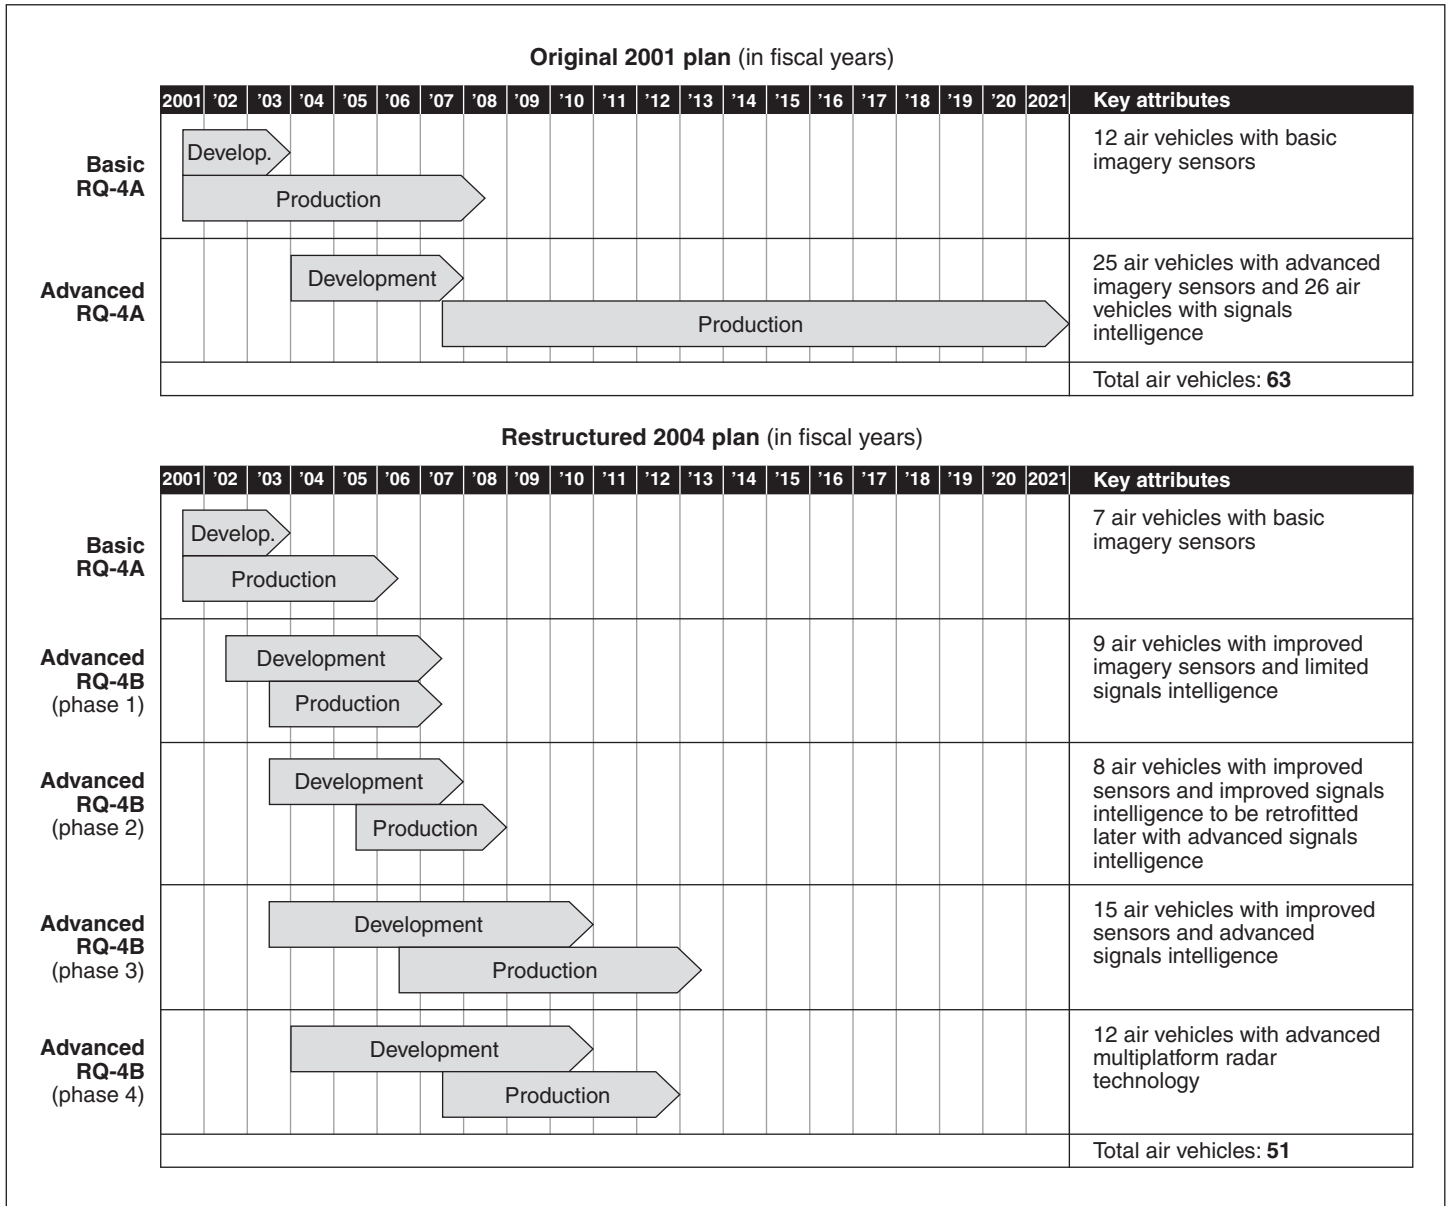 Original 2001 plan (in fiscal years)
2001 ’02 ’03 ’04 ’05 ’06 ’07 ’08 ’09 ’10 ’11 ’12 ’13 ’14 ’15 ’16 ’17 ’18 ’19 ’20 2021 Key attributes
Basic
RQ-4A
Develop.
Production
12 air vehicles with basic
imagery sensors
Advanced
RQ-4A
Development
Production
25 air vehicles with advanced
imagery sensors and 26 air
vehicles with signals
intelligence
Total air vehicles: 63
Restructured 2004 plan (in fiscal years)
2001 ’02 ’03 ’04 ’05 ’06 ’07 ’08 ’09 ’10 ’11 ’12 ’13 ’14 ’15 ’16 ’17 ’18 ’19 ’20 2021 Key attributes
Basic
RQ-4A
Develop.
Production
7 air vehicles with basic
imagery sensors
Advanced
RQ-4B
(phase 1)
Development
Production
9 air vehicles with improved
imagery sensors and limited
signals intelligence
Advanced
RQ-4B
(phase 2)
Development
Production
8 air vehicles with improved
sensors and improved signals
intelligence to be retrofitted
later with advanced signals
intelligence
Advanced
RQ-4B
(phase 3)
Development
Production
15 air vehicles with improved
sensors and advanced
signals intelligence
Advanced
RQ-4B
(phase 4)
Development
Production
12 air vehicles with advanced
multiplatform radar
technology
Total air vehicles: 51